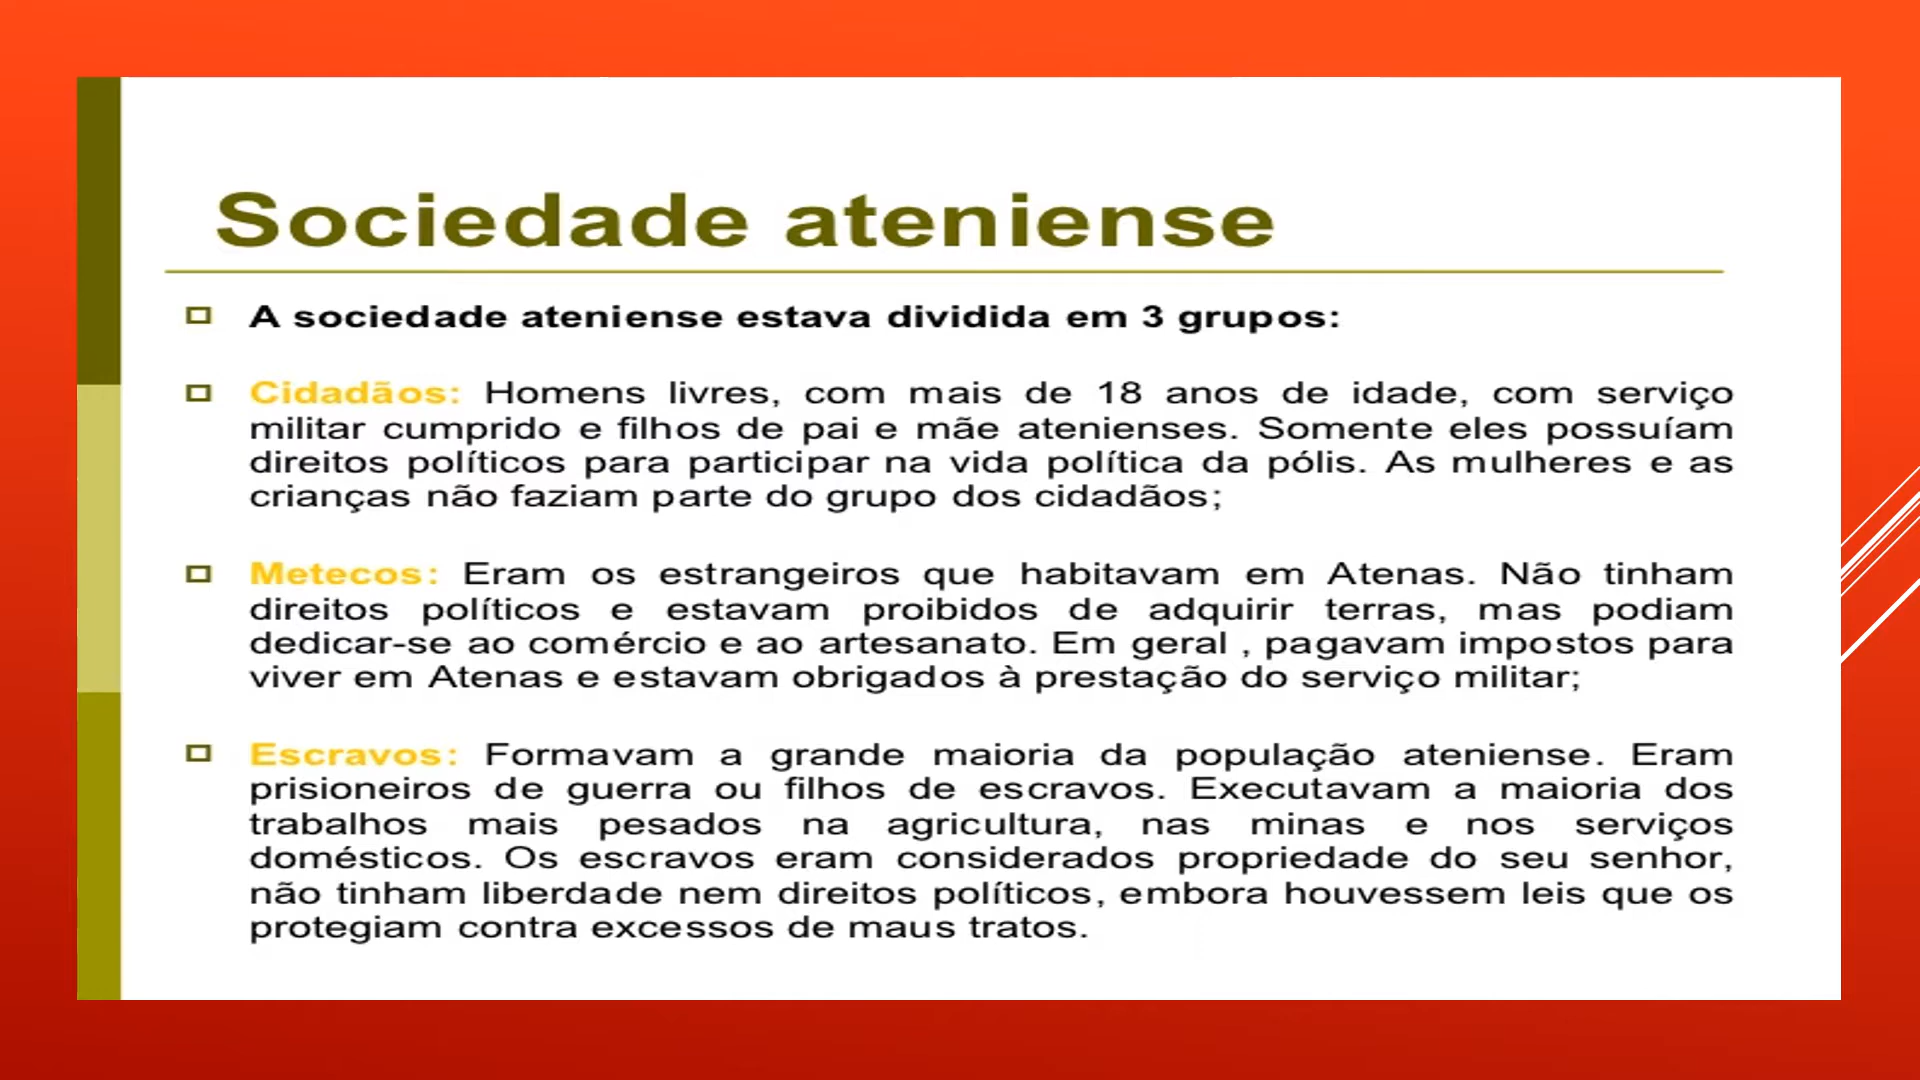 Sociedade ateniense
A sociedade ateniense estava dividida em 3 grupos:
Cidadãos: Homens livres, com mais de 18 anos de idade, com serviço
militar cumprido e filhos de pai e mãe atenienses. Somente eles possuíam
direitos políticos para participar na vida política da pólis. As mulheres e as
crianças não faziam parte do grupo dos cidadãos;
Metecos: Eram os estrangeiros que habitavam em Atenas. Não tinham
direitos políticos e estavam proibidos de adquirir terras, mas podiam
dedicar-se ao comércio e ao artesanato. Em geral , pagavam impostos para
viver em Atenas e estavam obrigados à prestação do serviço militar;
Escravos: Formavam a grande maioria da população ateniense. Eram
prisioneiros de guerra ou filhos de escravos. Executavam a maioria dos
trabalhos mais pesados na agricultura, nas minas e nos serviços
domésticos. Os escravos eram considerados propriedade do seu senhor,
não tinham liberdade nem direitos políticos, embora houvessem leis que os
protegiam contra excessos de maus tratos.